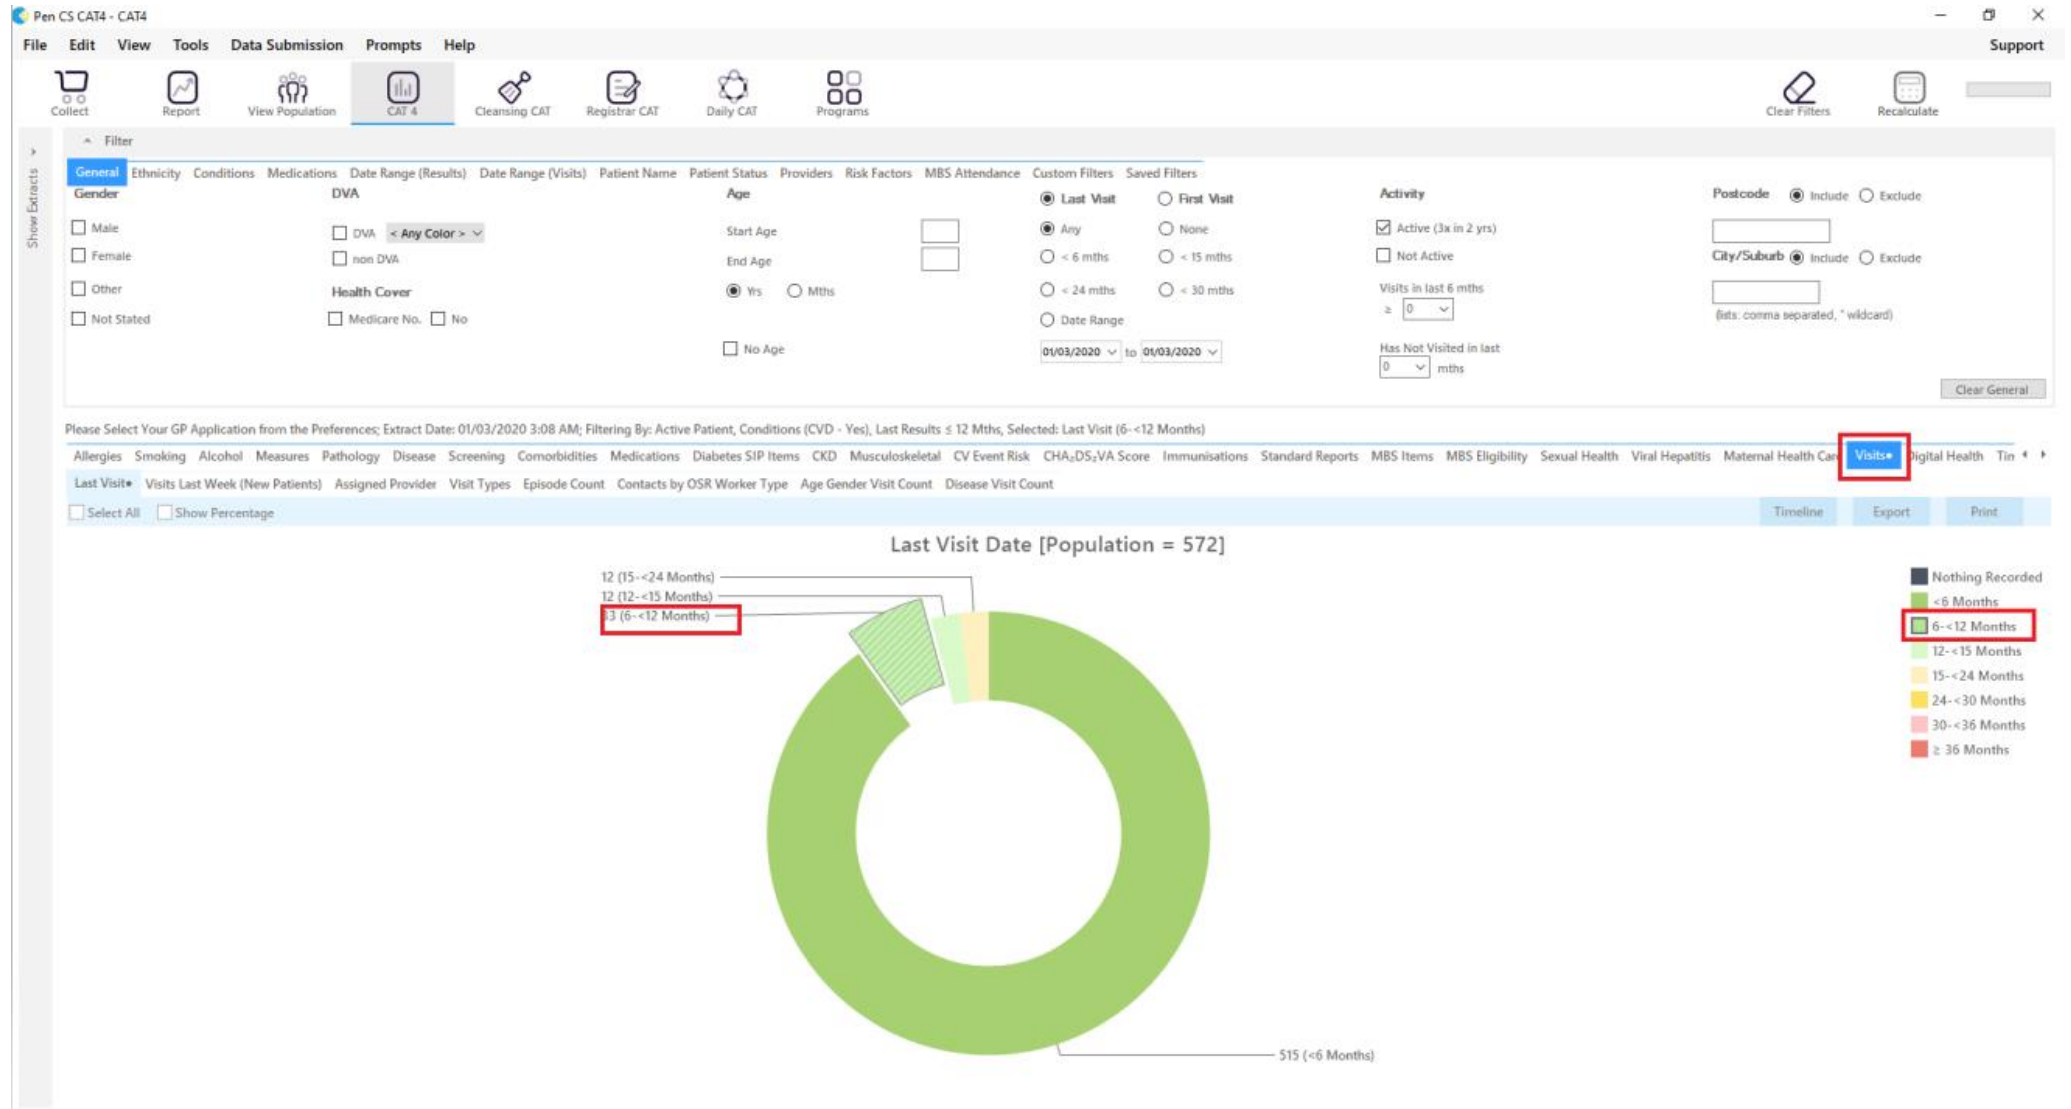 Pen CS CAT4 - CAT4
File Edit View Tools Data Submission Prompts Help Support
Collect Report View Population CAT 4 Cleansing CAT Registrar CAT Daily CAT Programs Clear Filters Recalculate
Show Extracts
Filter
General Ethnicity Conditions Medications Date Range (Results) Date Range (Visits) Patient Name Patient Status Providers Risk Factors MBS Attendance Custom Filters Saved Filters
Gender DVA Age Last Visit First Visit Activity Postcode Include Exclude
Male DVA < Any Color > Start Age Any None Active (3x in 2 yrs)
Female non DVA End Age < 6 mths < 15 mths Not Active City/Suburb Include Exclude
Other Health Cover Yrs Mths < 24 mths < 30 mths Visits in last 6 mths
Not Stated Medicare No. No Date Range ≥ 0 (lists: comma separated, * wildcard)
No Age 01/03/2020 to 01/03/2020 Has Not Visited in last
0 mths
Clear General
Please Select Your GP Application from the Preferences; Extract Date: 01/03/2020 3:08 AM; Filtering By: Active Patient, Conditions (CVD - Yes), Last Results ≤ 12 Mths, Selected: Last Visit (6-<12 Months)
Allergies Smoking Alcohol Measures Pathology Disease Screening Comorbidities Medications Diabetes SIP Items CKD Musculoskeletal CV Event Risk CHA₂DS₂VA Score Immunisations Standard Reports MBS Items MBS Eligibility Sexual Health Viral Hepatitis Maternal Health Car Visits• igital Health Tin
Last Visit• Visits Last Week (New Patients) Assigned Provider Visit Types Episode Count Contacts by OSR Worker Type Age Gender Visit Count Disease Visit Count
Select All Show Percentage Timeline Export Print
Last Visit Date [Population = 572]
12 (15-<24 Months)
12 (12-<15 Months)
33 (6-<12 Months)
515 (<6 Months)
Nothing Recorded
<6 Months
6-<12 Months
12-<15 Months
15-<24 Months
24-<30 Months
30-<36 Months
≥ 36 Months